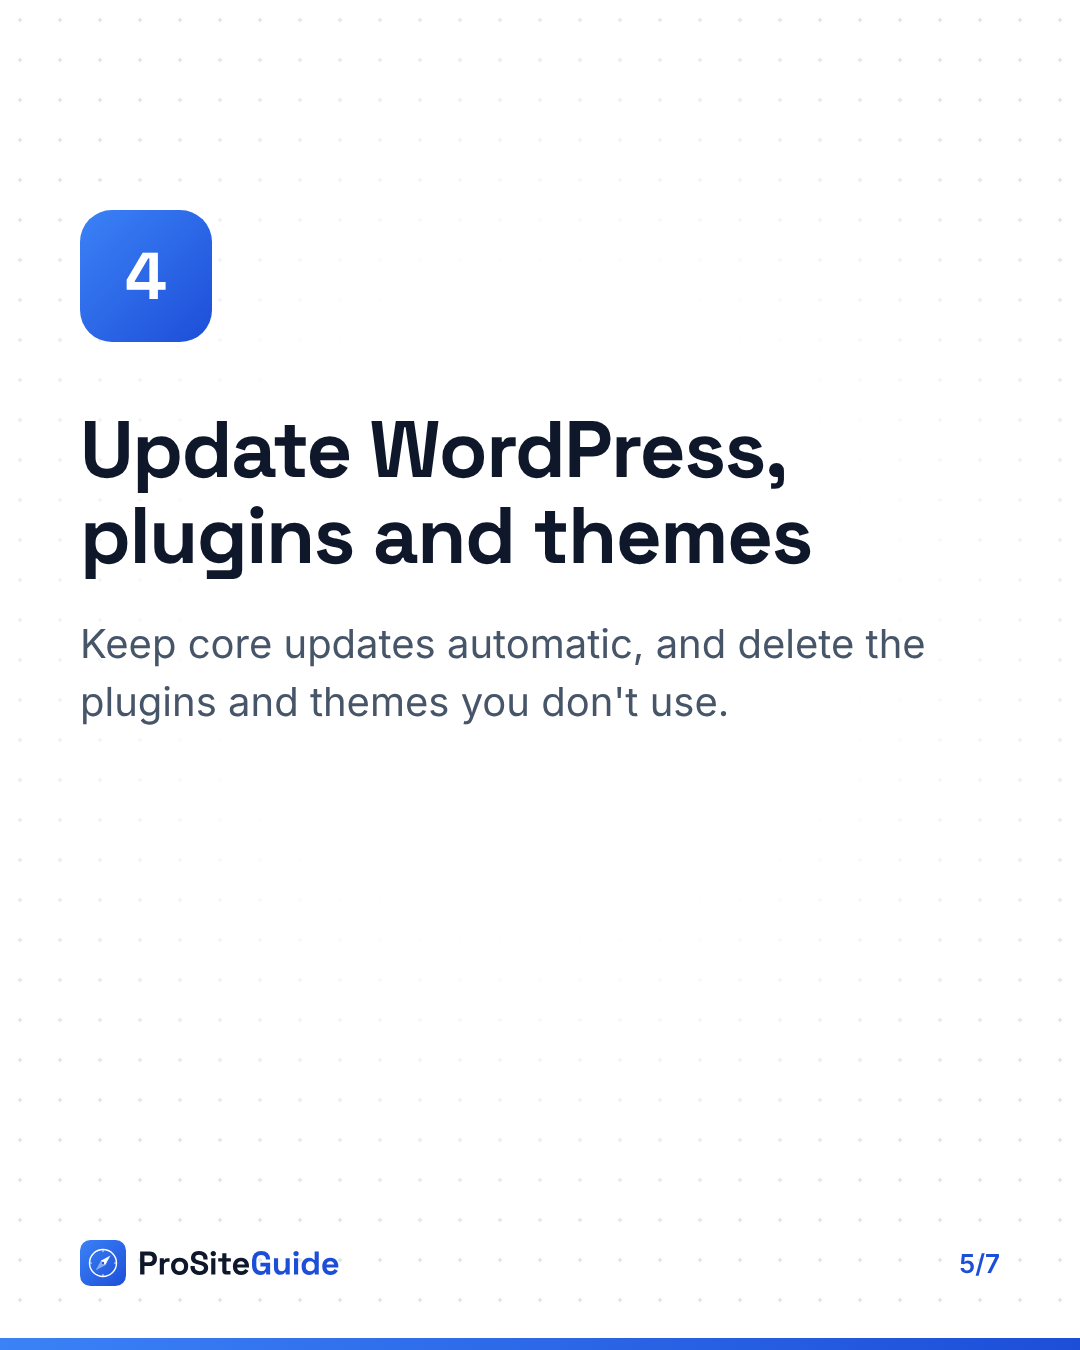 4
Update WordPress,
plugins and themes
Keep core updates automatic, and delete the
plugins and themes you don't use.
ProSiteGuide
5/7